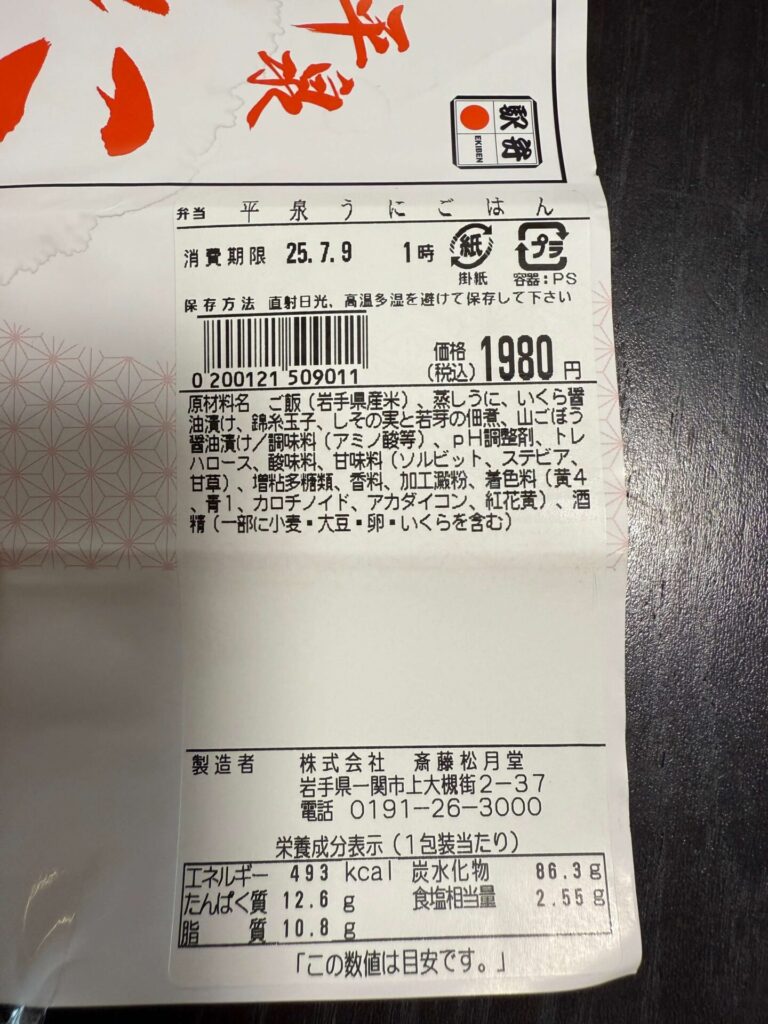 平泉
駅弁
EKIBEN
弁当 平泉うにごはん
消費期限 25.7.9 1時
紙 プラ
掛紙 容器：PS
保存方法 直射日光、高温多湿を避けて保存して下さい
価格
(税込) 1980 円
0 200121 509011
原材料名 ご飯（岩手県産米）、蒸しうに、いくら醤
油漬け、錦糸玉子、しその実と若芽の佃煮、山ごぼう
醤油漬け／調味料（アミノ酸等）、pH調整剤、トレ
ハロース、酸味料、甘味料（ソルビット、ステビア、
甘草）、増粘多糖類、香料、加工澱粉、着色料（黄４
、青１、カロチノイド、アカダイコン、紅花黄）、酒
精（一部に小麦・大豆・卵・いくらを含む）
製造者 株式会社 斎藤松月堂
岩手県一関市上大槻街２−３７
電話 0191−26−3000
栄養成分表示（１包装当たり）
エネルギー 493 kcal 炭水化物 86.3 g
たんぱく質 12.6 g 食塩相当量 2.55 g
脂質 10.8 g
「この数値は目安です。」